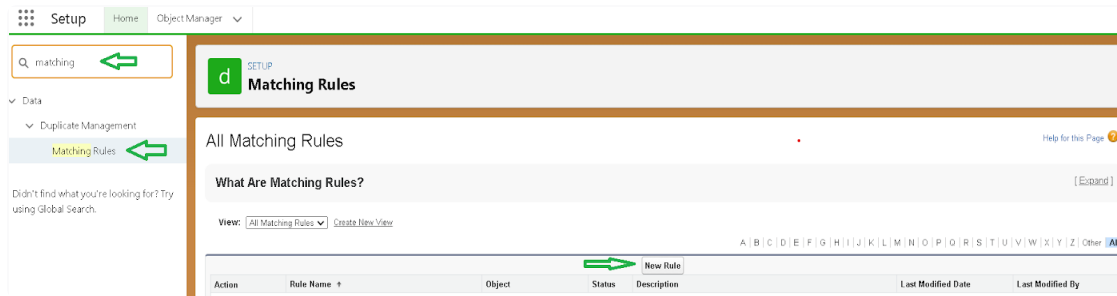 Setup Home Object Manager
matching
Data
Duplicate Management
Matching Rules
Didn't find what you're looking for? Try
using Global Search.
d
SETUP
Matching Rules
All Matching Rules
Help for this Page ?
What Are Matching Rules?
[ Expand ]
View: All Matching Rules Create New View
A | B | C | D | E | F | G | H | I | J | K | L | M | N | O | P | Q | R | S | T | U | V | W | X | Y | Z | Other
New Rule
Action Rule Name ↑ Object Status Description Last Modified Date Last Modified By